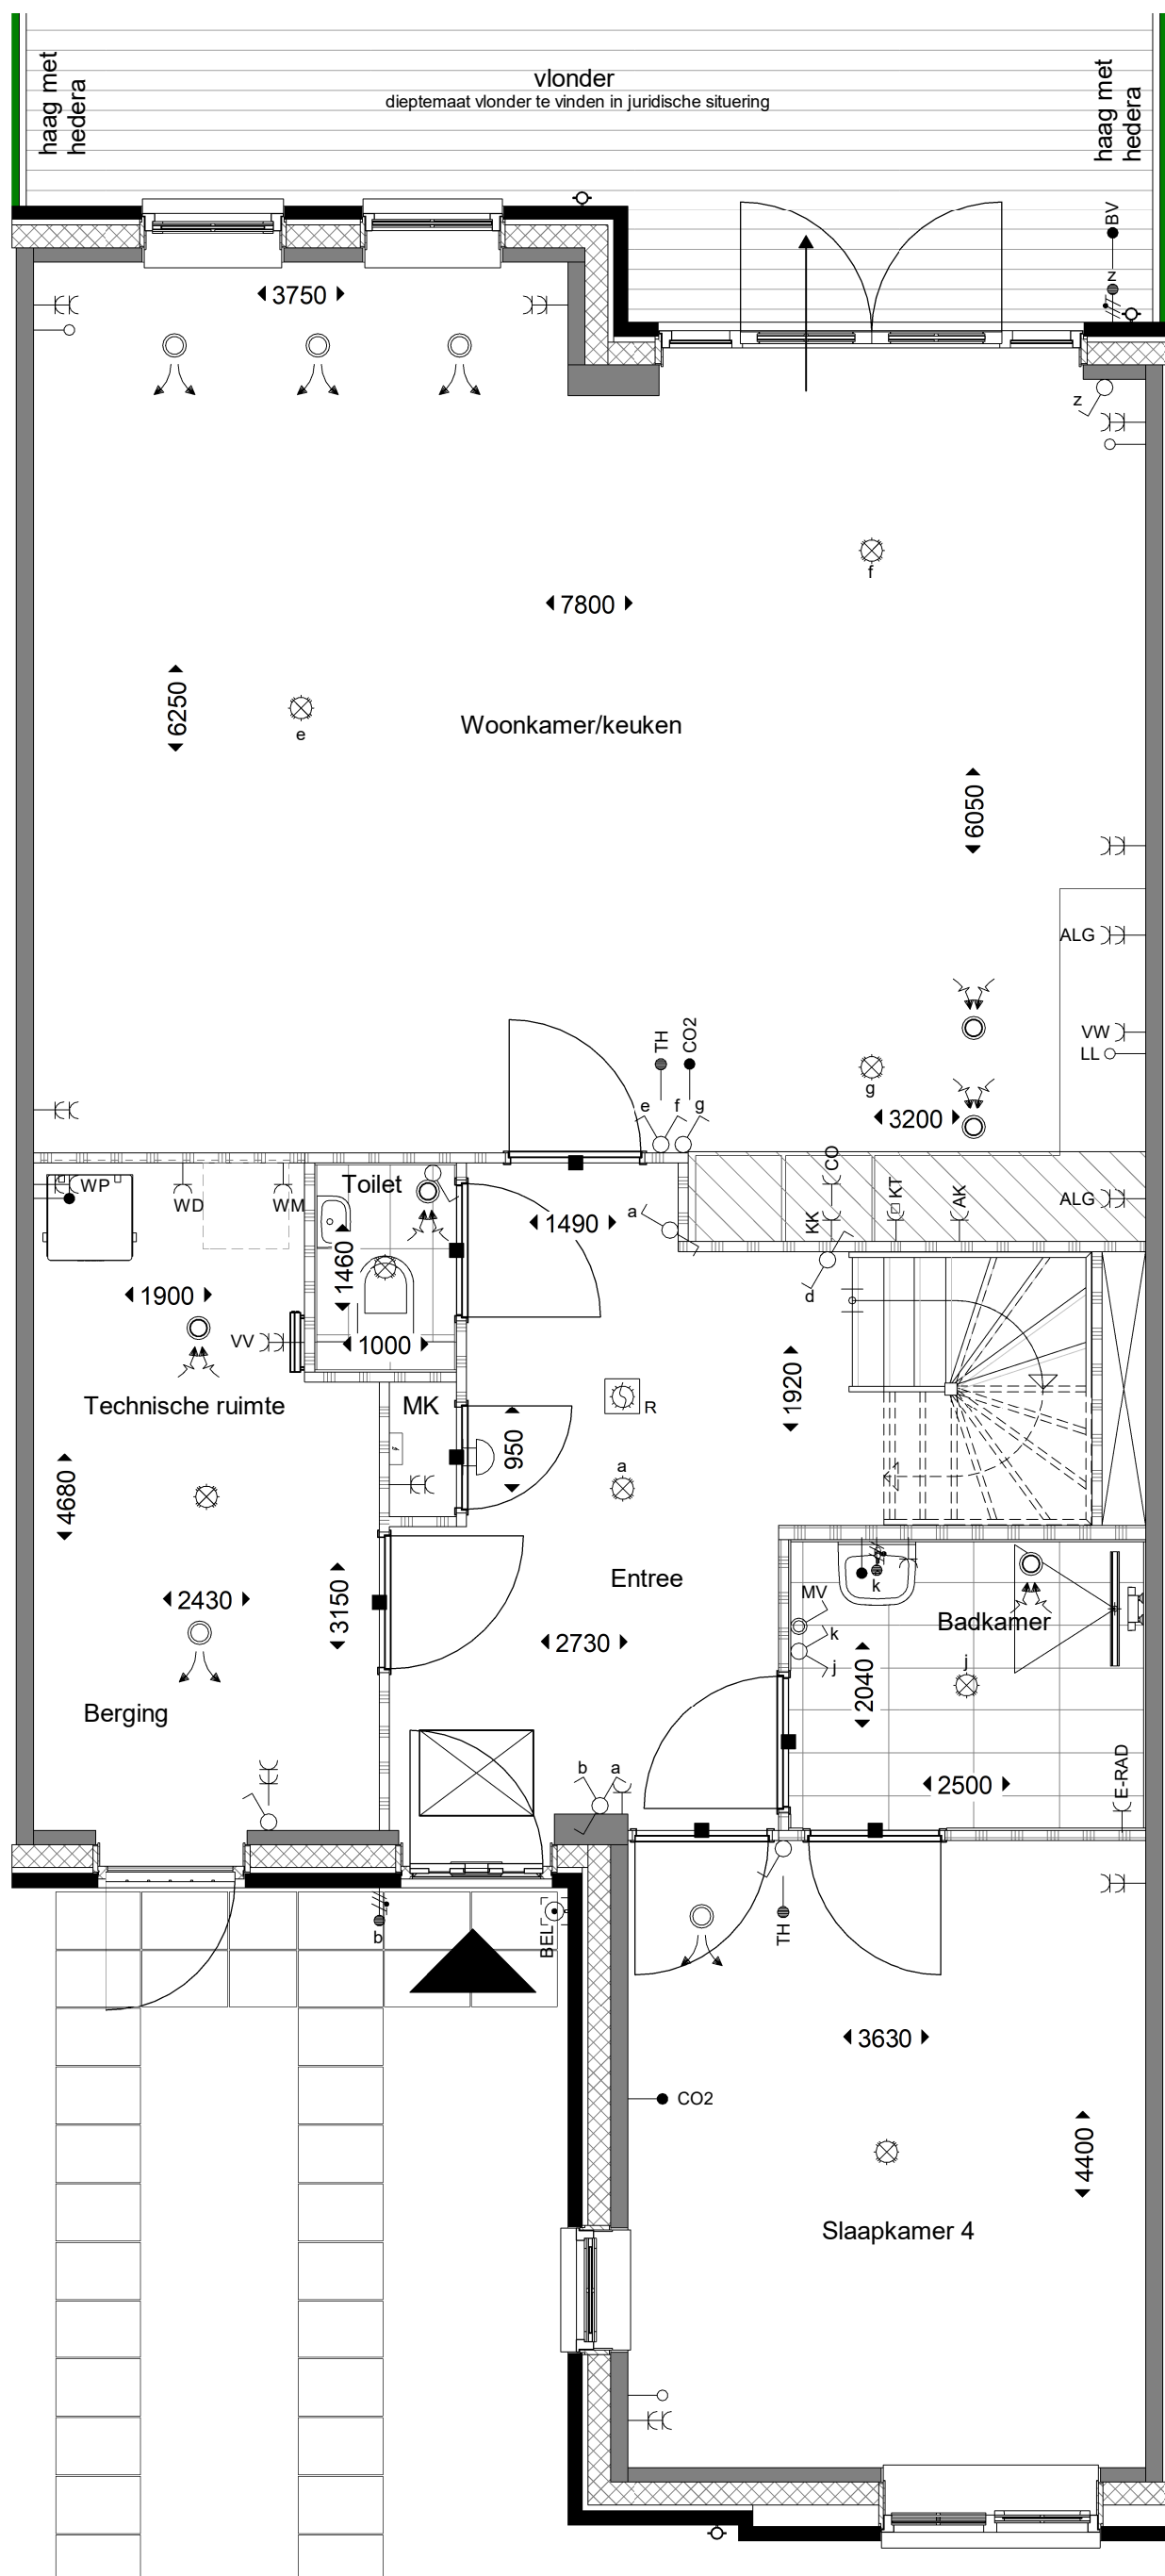 haag met
hedera
vlonder
dieptemaat vlonder te vinden in juridische situering
haag met
hedera
BV
z
3750
z
f
7800
6250
e
Woonkamer/keuken
6050
ALG
VW
LL
TH
CO2
e
f
g
g
3200
WP
WD
WM
Toilet
1490
a
CO
KK
KT
AK
ALG
1460
1900
VV
1000
d
Technische ruimte
MK
R
1920
950
4680
a
2430
3150
Entree
2730
k
MV
k
j
Badkamer
j
2040
Berging
b
a
2500
E-RAD
b
BEL
TH
3630
CO2
4400
Slaapkamer 4